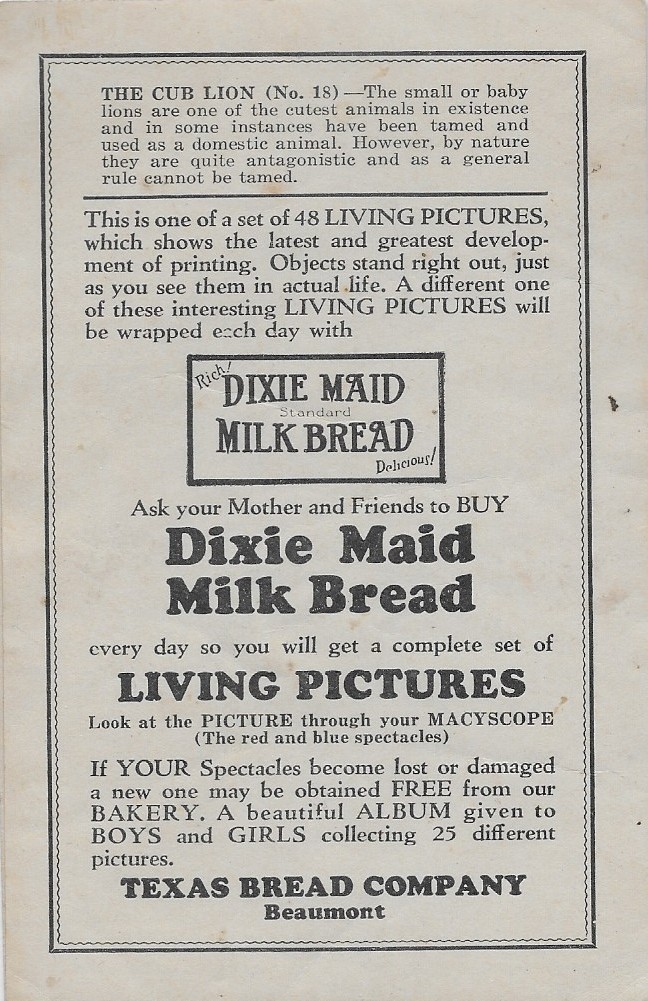 THE CUB LION (No. 18) —The small or baby
lions are one of the cutest animals in existence
and in some instances have been tamed and
used as a domestic animal. However, by nature
they are quite antagonistic and as a general
rule cannot be tamed.
This is one of a set of 48 LIVING PICTURES,
which shows the latest and greatest develop-
ment of printing. Objects stand right out, just
as you see them in actual life. A different one
of these interesting LIVING PICTURES will
be wrapped each day with
Rich!
DIXIE MAID
Standard
MILK BREAD
Delicious!
Ask your Mother and Friends to BUY
Dixie Maid
Milk Bread
every day so you will get a complete set of
LIVING PICTURES
Look at the PICTURE through your MACYSCOPE
(The red and blue spectacles)
If YOUR Spectacles become lost or damaged
a new one may be obtained FREE from our
BAKERY. A beautiful ALBUM given to
BOYS and GIRLS collecting 25 different
pictures.
TEXAS BREAD COMPANY
Beaumont